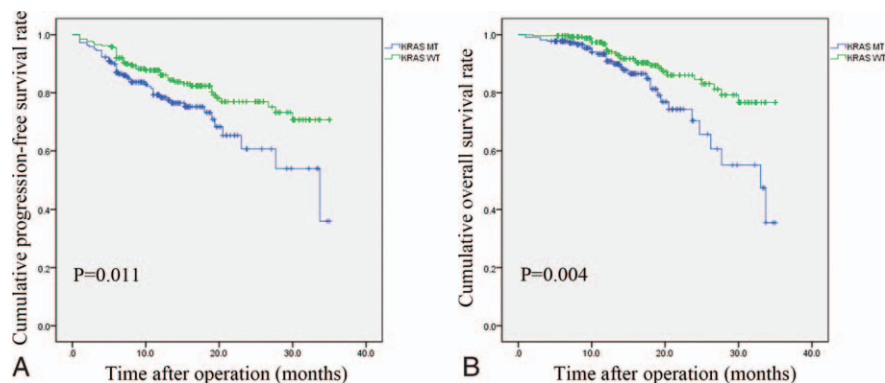 Cumulative progression-free survival rate
1.0
0.8
0.6
0.4
0.2
0.0
KRAS MT
KRAS WT
P=0.011
.0 10.0 20.0 30.0 40.0
Time after operation (months)
A
Cumulative overall survival rate
1.0
0.8
0.6
0.4
0.2
0.0
KRAS MT
KRAS WT
P=0.004
.0 10.0 20.0 30.0 40.0
Time after operation (months)
B